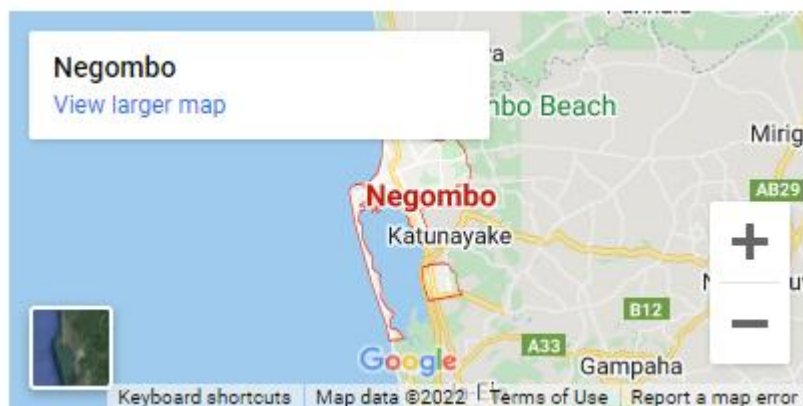 Negombo
View larger map
mbo Beach
Mirig
Negombo
AB29
Katunayake
B12
A33
Google
Gampaha
Keyboard shortcuts
Map data ©2022
Terms of Use
Report a map error